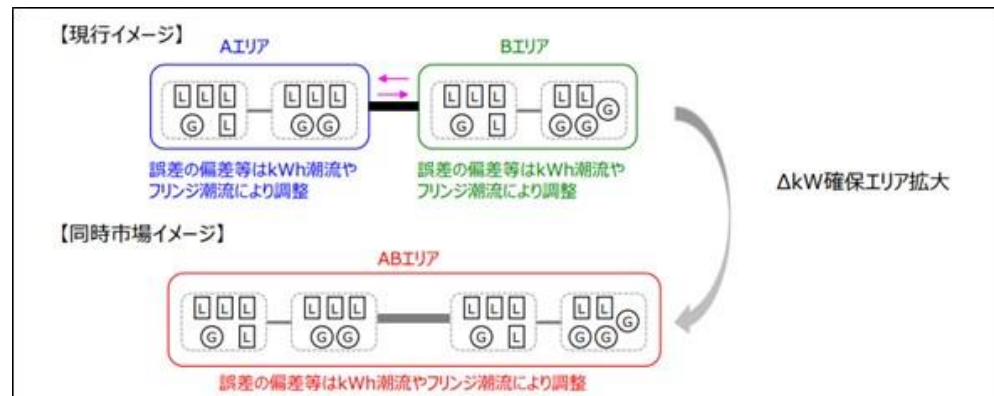 【現行イメージ】
Aエリア
Bエリア
L L L
G L
L L L
G G
L L L
G L
L L
G G G
誤差の偏差等はkWh潮流や
フリンジ潮流により調整
誤差の偏差等はkWh潮流や
フリンジ潮流により調整
ΔkW確保エリア拡大
【同時市場イメージ】
ABエリア
L L L
G L
L L L
G G
L L L
G L
L L
G G G
誤差の偏差等はkWh潮流やフリンジ潮流により調整